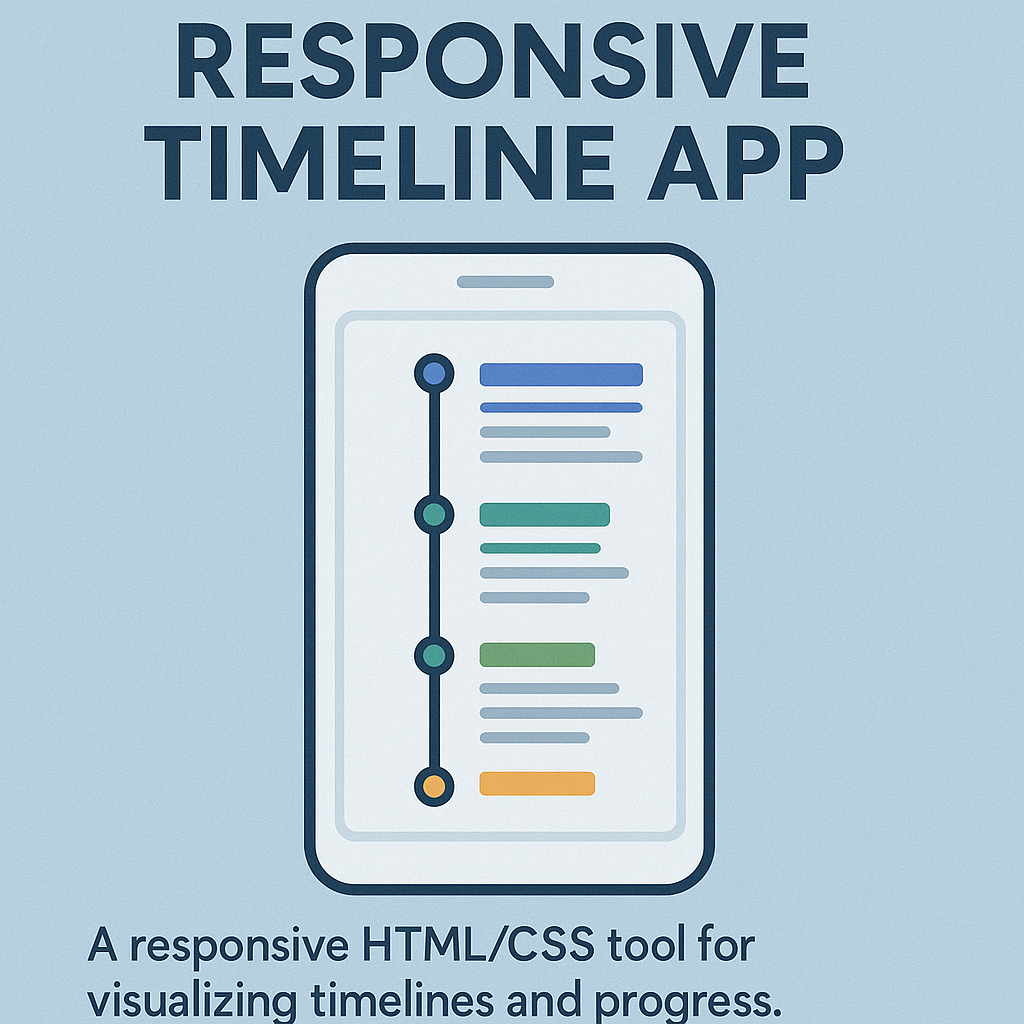 RESPONSIVE
TIMELINE APP
A responsive HTML/CSS tool for
visualizing timelines and progress.